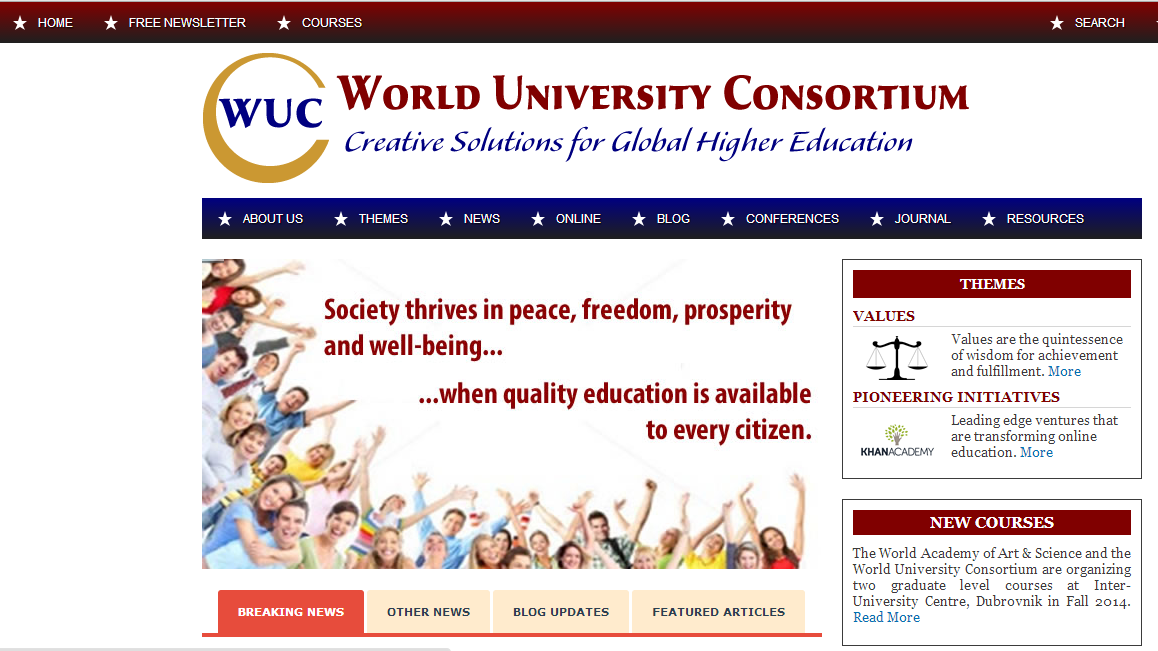 HOME FREE NEWSLETTER COURSES SEARCH
WUC
WORLD UNIVERSITY CONSORTIUM
Creative Solutions for Global Higher Education
ABOUT US THEMES NEWS ONLINE BLOG CONFERENCES JOURNAL RESOURCES
Society thrives in peace, freedom, prosperity
and well-being...
...when quality education is available
to every citizen.
THEMES
VALUES
Values are the quintessence
of wisdom for achievement
and fulfillment. More
PIONEERING INITIATIVES
KHANACADEMY
Leading edge ventures that
are transforming online
education. More
NEW COURSES
The World Academy of Art & Science and the
World University Consortium are organizing
two graduate level courses at Inter-
University Centre, Dubrovnik in Fall 2014.
Read More
BREAKING NEWS OTHER NEWS BLOG UPDATES FEATURED ARTICLES